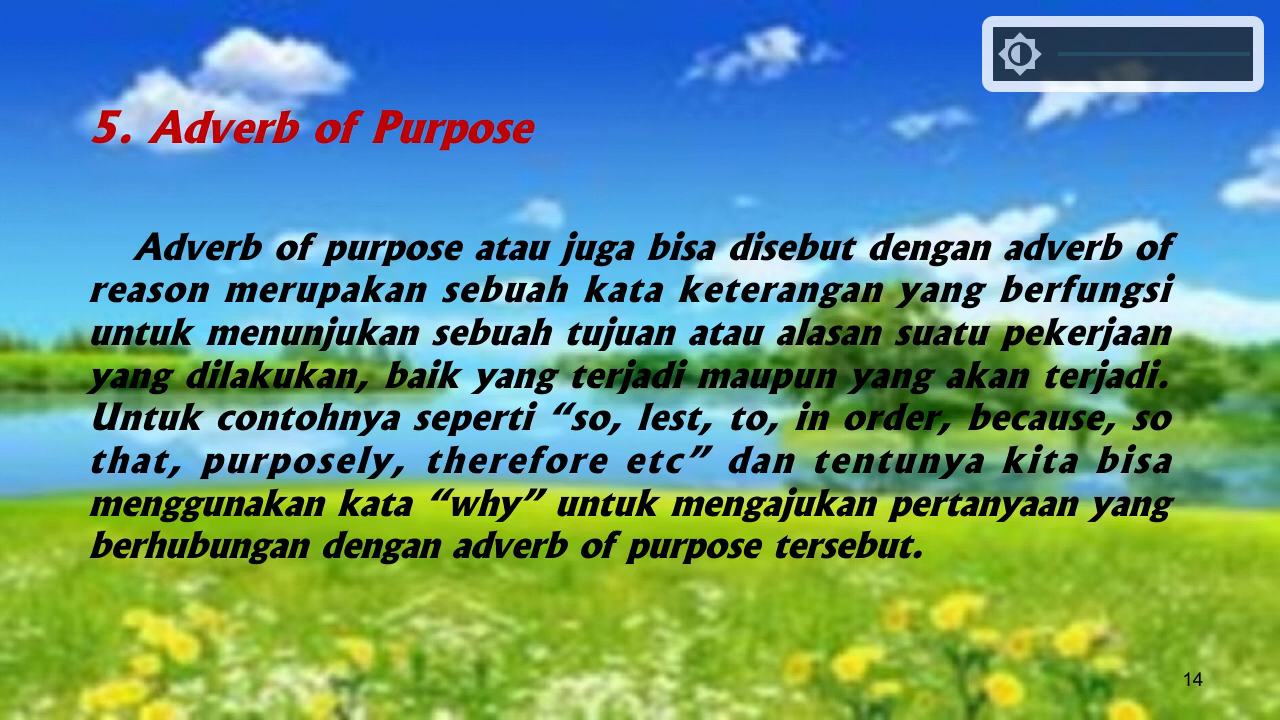 5. Adverb of Purpose
Adverb of purpose atau juga bisa disebut dengan adverb of
reason merupakan sebuah kata keterangan yang berfungsi
untuk menunjukan sebuah tujuan atau alasan suatu pekerjaan
yang dilakukan, baik yang terjadi maupun yang akan terjadi.
Untuk contohnya seperti “so, lest, to, in order, because, so
that, purposely, therefore etc” dan tentunya kita bisa
menggunakan kata “why” untuk mengajukan pertanyaan yang
berhubungan dengan adverb of purpose tersebut.
14